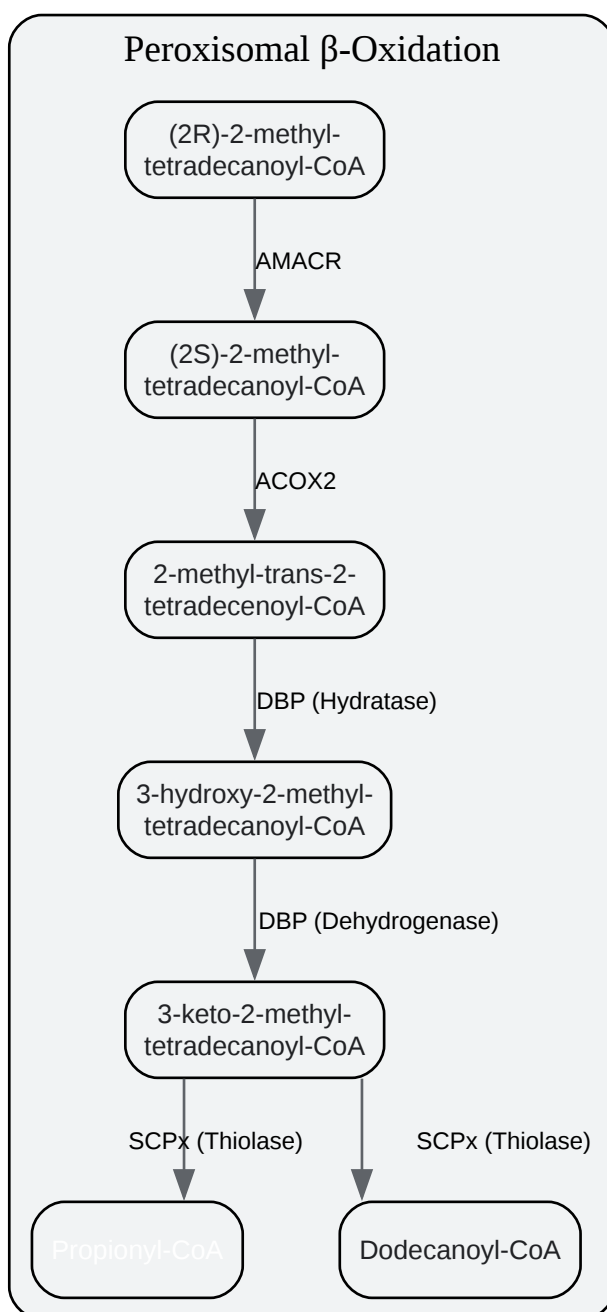 Peroxisomal β-Oxidation
(2R)-2-methyl-
tetradecanoyl-CoA
AMACR
(2S)-2-methyl-
tetradecanoyl-CoA
ACOX2
2-methyl-trans-2-
tetradecenoyl-CoA
DBP (Hydratase)
3-hydroxy-2-methyl-
tetradecanoyl-CoA
DBP (Dehydrogenase)
3-keto-2-methyl-
tetradecanoyl-CoA
SCPx (Thiolase)
SCPx (Thiolase)
Propionyl-CoA
Dodecanoyl-CoA